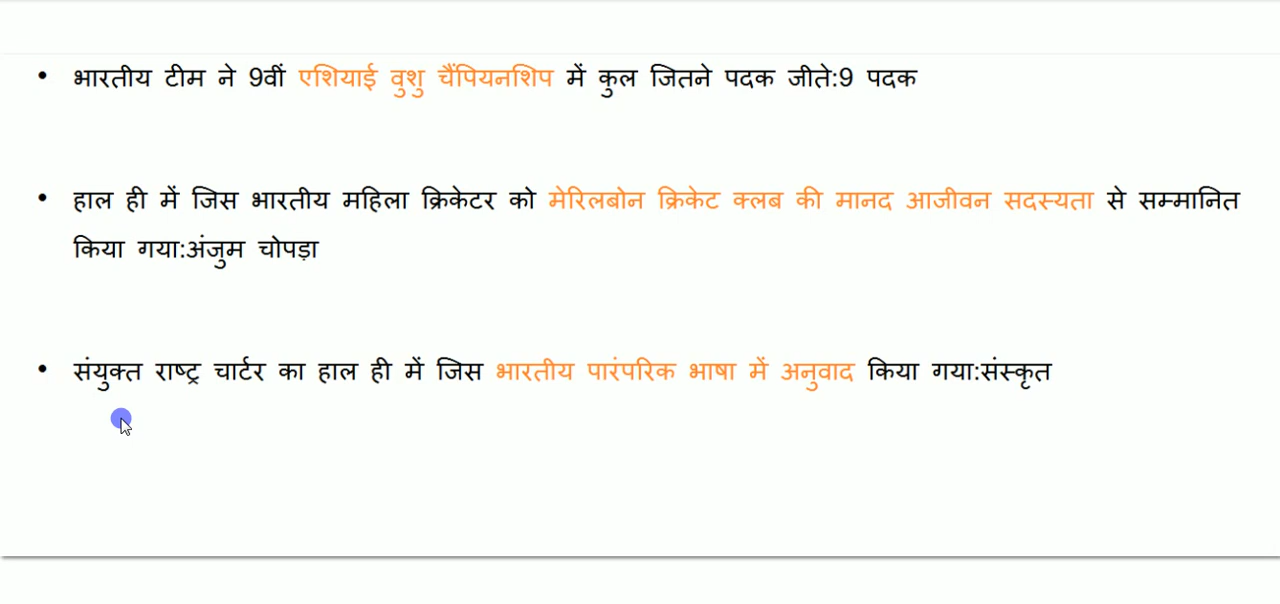 • भारतीय टीम ने 9वीं एशियाई वुशु चैंपियनशिप में कुल जितने पदक जीते:9 पदक
• हाल ही में जिस भारतीय महिला क्रिकेटर को मेरिलबोन क्रिकेट क्लब की मानद आजीवन सदस्यता से सम्मानित
किया गया:अंजुम चोपड़ा
• संयुक्त राष्ट्र चार्टर का हाल ही में जिस भारतीय पारंपरिक भाषा में अनुवाद किया गया:संस्कृत